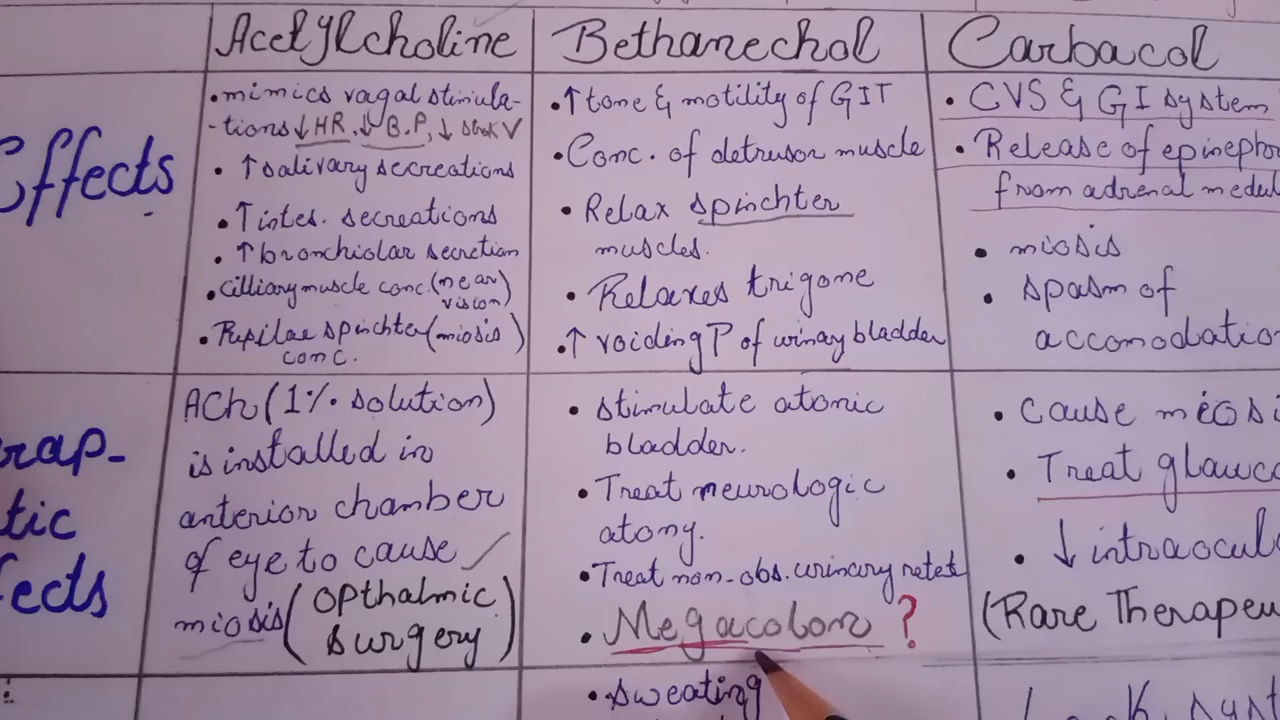 Acetylcholine
Bethanechol
Carbacol
Effects
• mimics vagal stimula-
-tions ↓ HR, ↓ B.P, ↓ stroK V
• ↑ salivary secreations
• ↑ intes. secreations
• ↑ bronchiolar secretion
• cilliary muscle conc. (near
vision)
• Pupilae spinchter (miosis)
conc.
• ↑ tone & motility of GIT
• Conc. of detrusor muscle
• Relax spinchter
muscles.
• Relaxes trigone
• ↑ voiding P of urinay bladder
• CVS & GI system
• Release of epineph
from adrenal medul
• miosis
• spasm of
accomodatio
rap-
tic
fects
ACh (1% solution)
is installed in
anterior chamber
of eye to cause
miosis (opthalmic
surgery)
• stimulate atonic
bladder.
• Treat neurologic
atony.
• Treat non-obs. urinary retet
• Megacolon ?
• cause miosi
• Treat glauco
• ↓ intraocul
(Rare Therapeu
• sweating